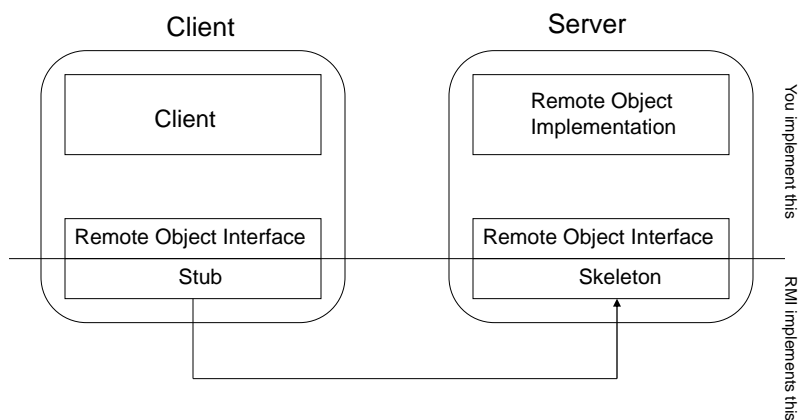 Client
Server
Client
Remote Object
Implementation
You implement this
Remote Object Interface
Remote Object Interface
Stub
Skeleton
RMI implements this